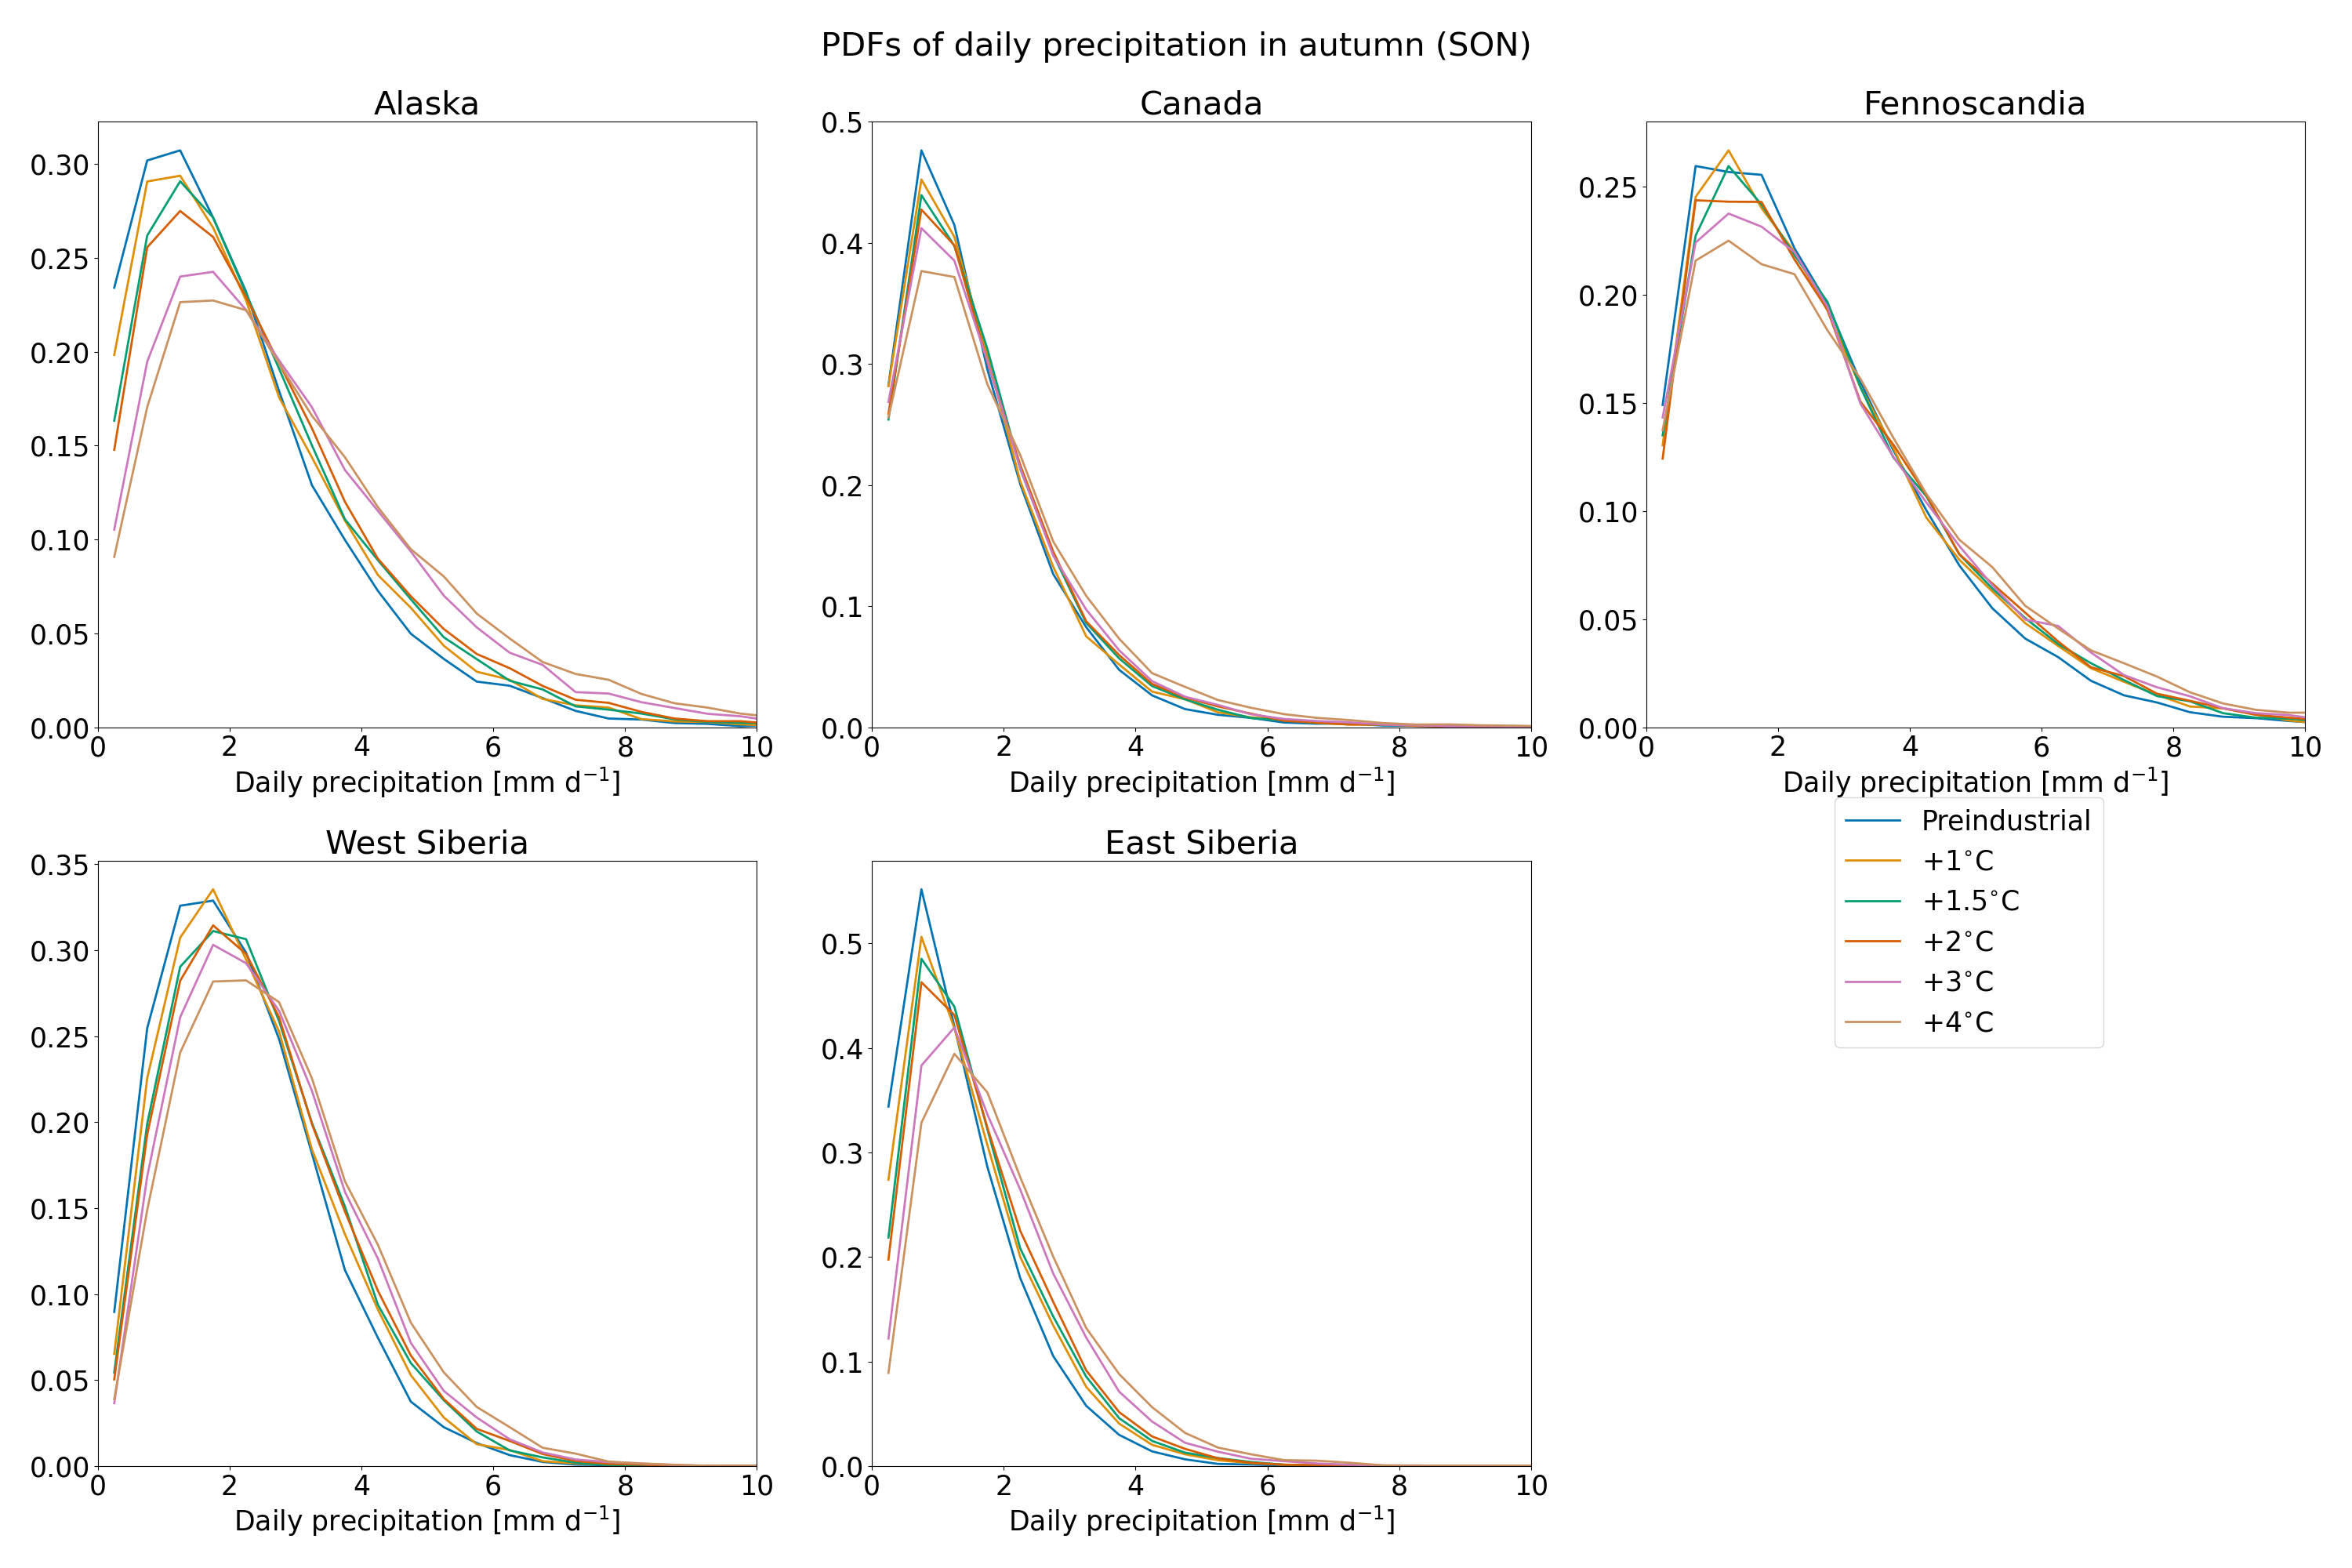 PDFs of daily precipitation in autumn (SON)
Alaska
0.30
0.25
0.20
0.15
0.10
0.05
0.00
0 2 4 6 8 10
Daily precipitation [mm d⁻¹]
Canada
0.5
0.4
0.3
0.2
0.1
0.0
0 2 4 6 8 10
Daily precipitation [mm d⁻¹]
Fennoscandia
0.25
0.20
0.15
0.10
0.05
0.00
0 2 4 6 8 10
Daily precipitation [mm d⁻¹]
West Siberia
0.35
0.30
0.25
0.20
0.15
0.10
0.05
0.00
0 2 4 6 8 10
Daily precipitation [mm d⁻¹]
East Siberia
0.5
0.4
0.3
0.2
0.1
0.0
0 2 4 6 8 10
Daily precipitation [mm d⁻¹]
Preindustrial
+1°C
+1.5°C
+2°C
+3°C
+4°C